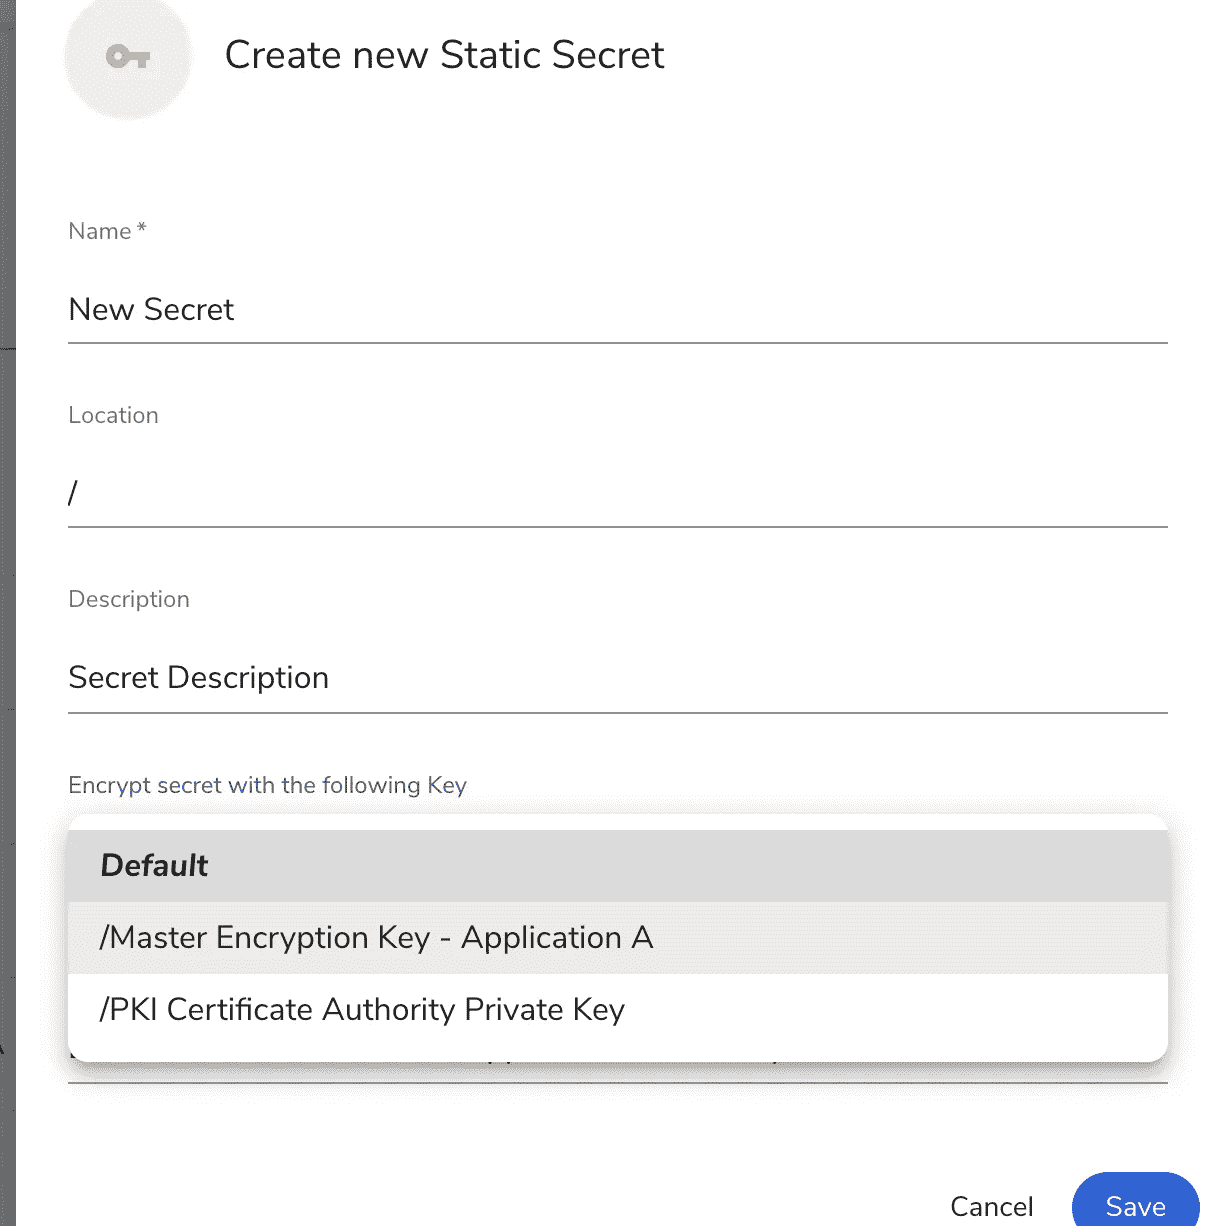 Create new Static Secret
Name *
New Secret
Location
/
Description
Secret Description
Encrypt secret with the following Key
Default
/Master Encryption Key - Application A
/PKI Certificate Authority Private Key
Cancel
Save